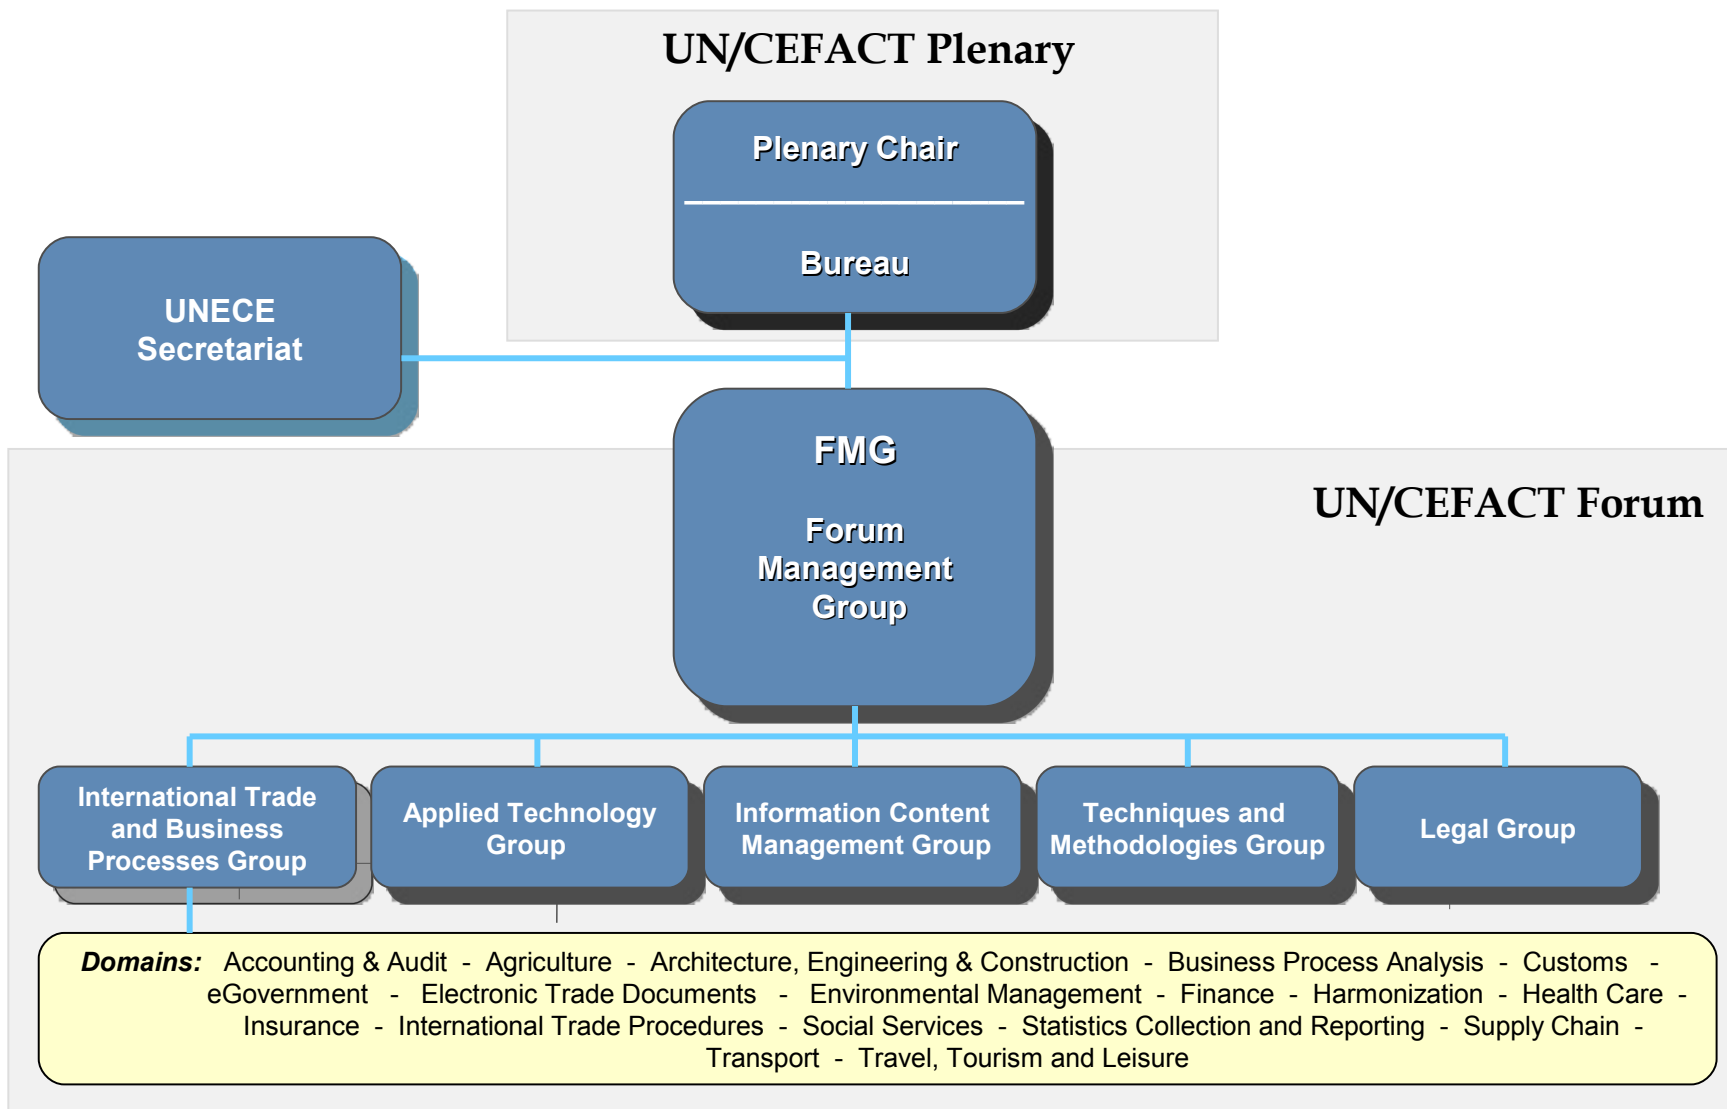 UN/CEFACT Plenary
Plenary Chair
Bureau
UNECE
Secretariat
FMG
Forum
Management
Group
UN/CEFACT Forum
International Trade
and Business
Processes Group
Applied Technology
Group
Information Content
Management Group
Techniques and
Methodologies Group
Legal Group
Domains: Accounting & Audit - Agriculture - Architecture, Engineering & Construction - Business Process Analysis - Customs -
eGovernment - Electronic Trade Documents - Environmental Management - Finance - Harmonization - Health Care -
Insurance - International Trade Procedures - Social Services - Statistics Collection and Reporting - Supply Chain -
Transport - Travel, Tourism and Leisure